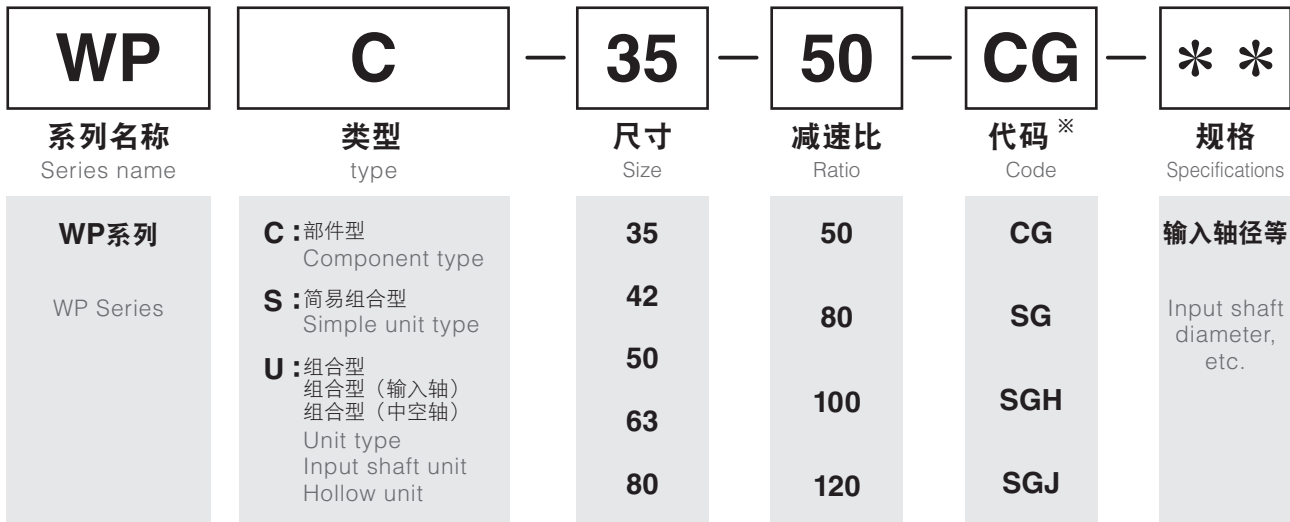 WP C — 35 — 50 — CG — * *
系列名称 类型 尺寸 减速比 代码※ 规格
Series name type Size Ratio Code Specifications
WP系列
WP Series
C：部件型
Component type
S：简易组合型
Simple unit type
U：组合型
组合型（输入轴）
组合型（中空轴）
Unit type
Input shaft unit
Hollow unit
35
42
50
63
80
50
80
100
120
CG
SG
SGH
SGJ
输入轴径等
Input shaft
diameter,
etc.